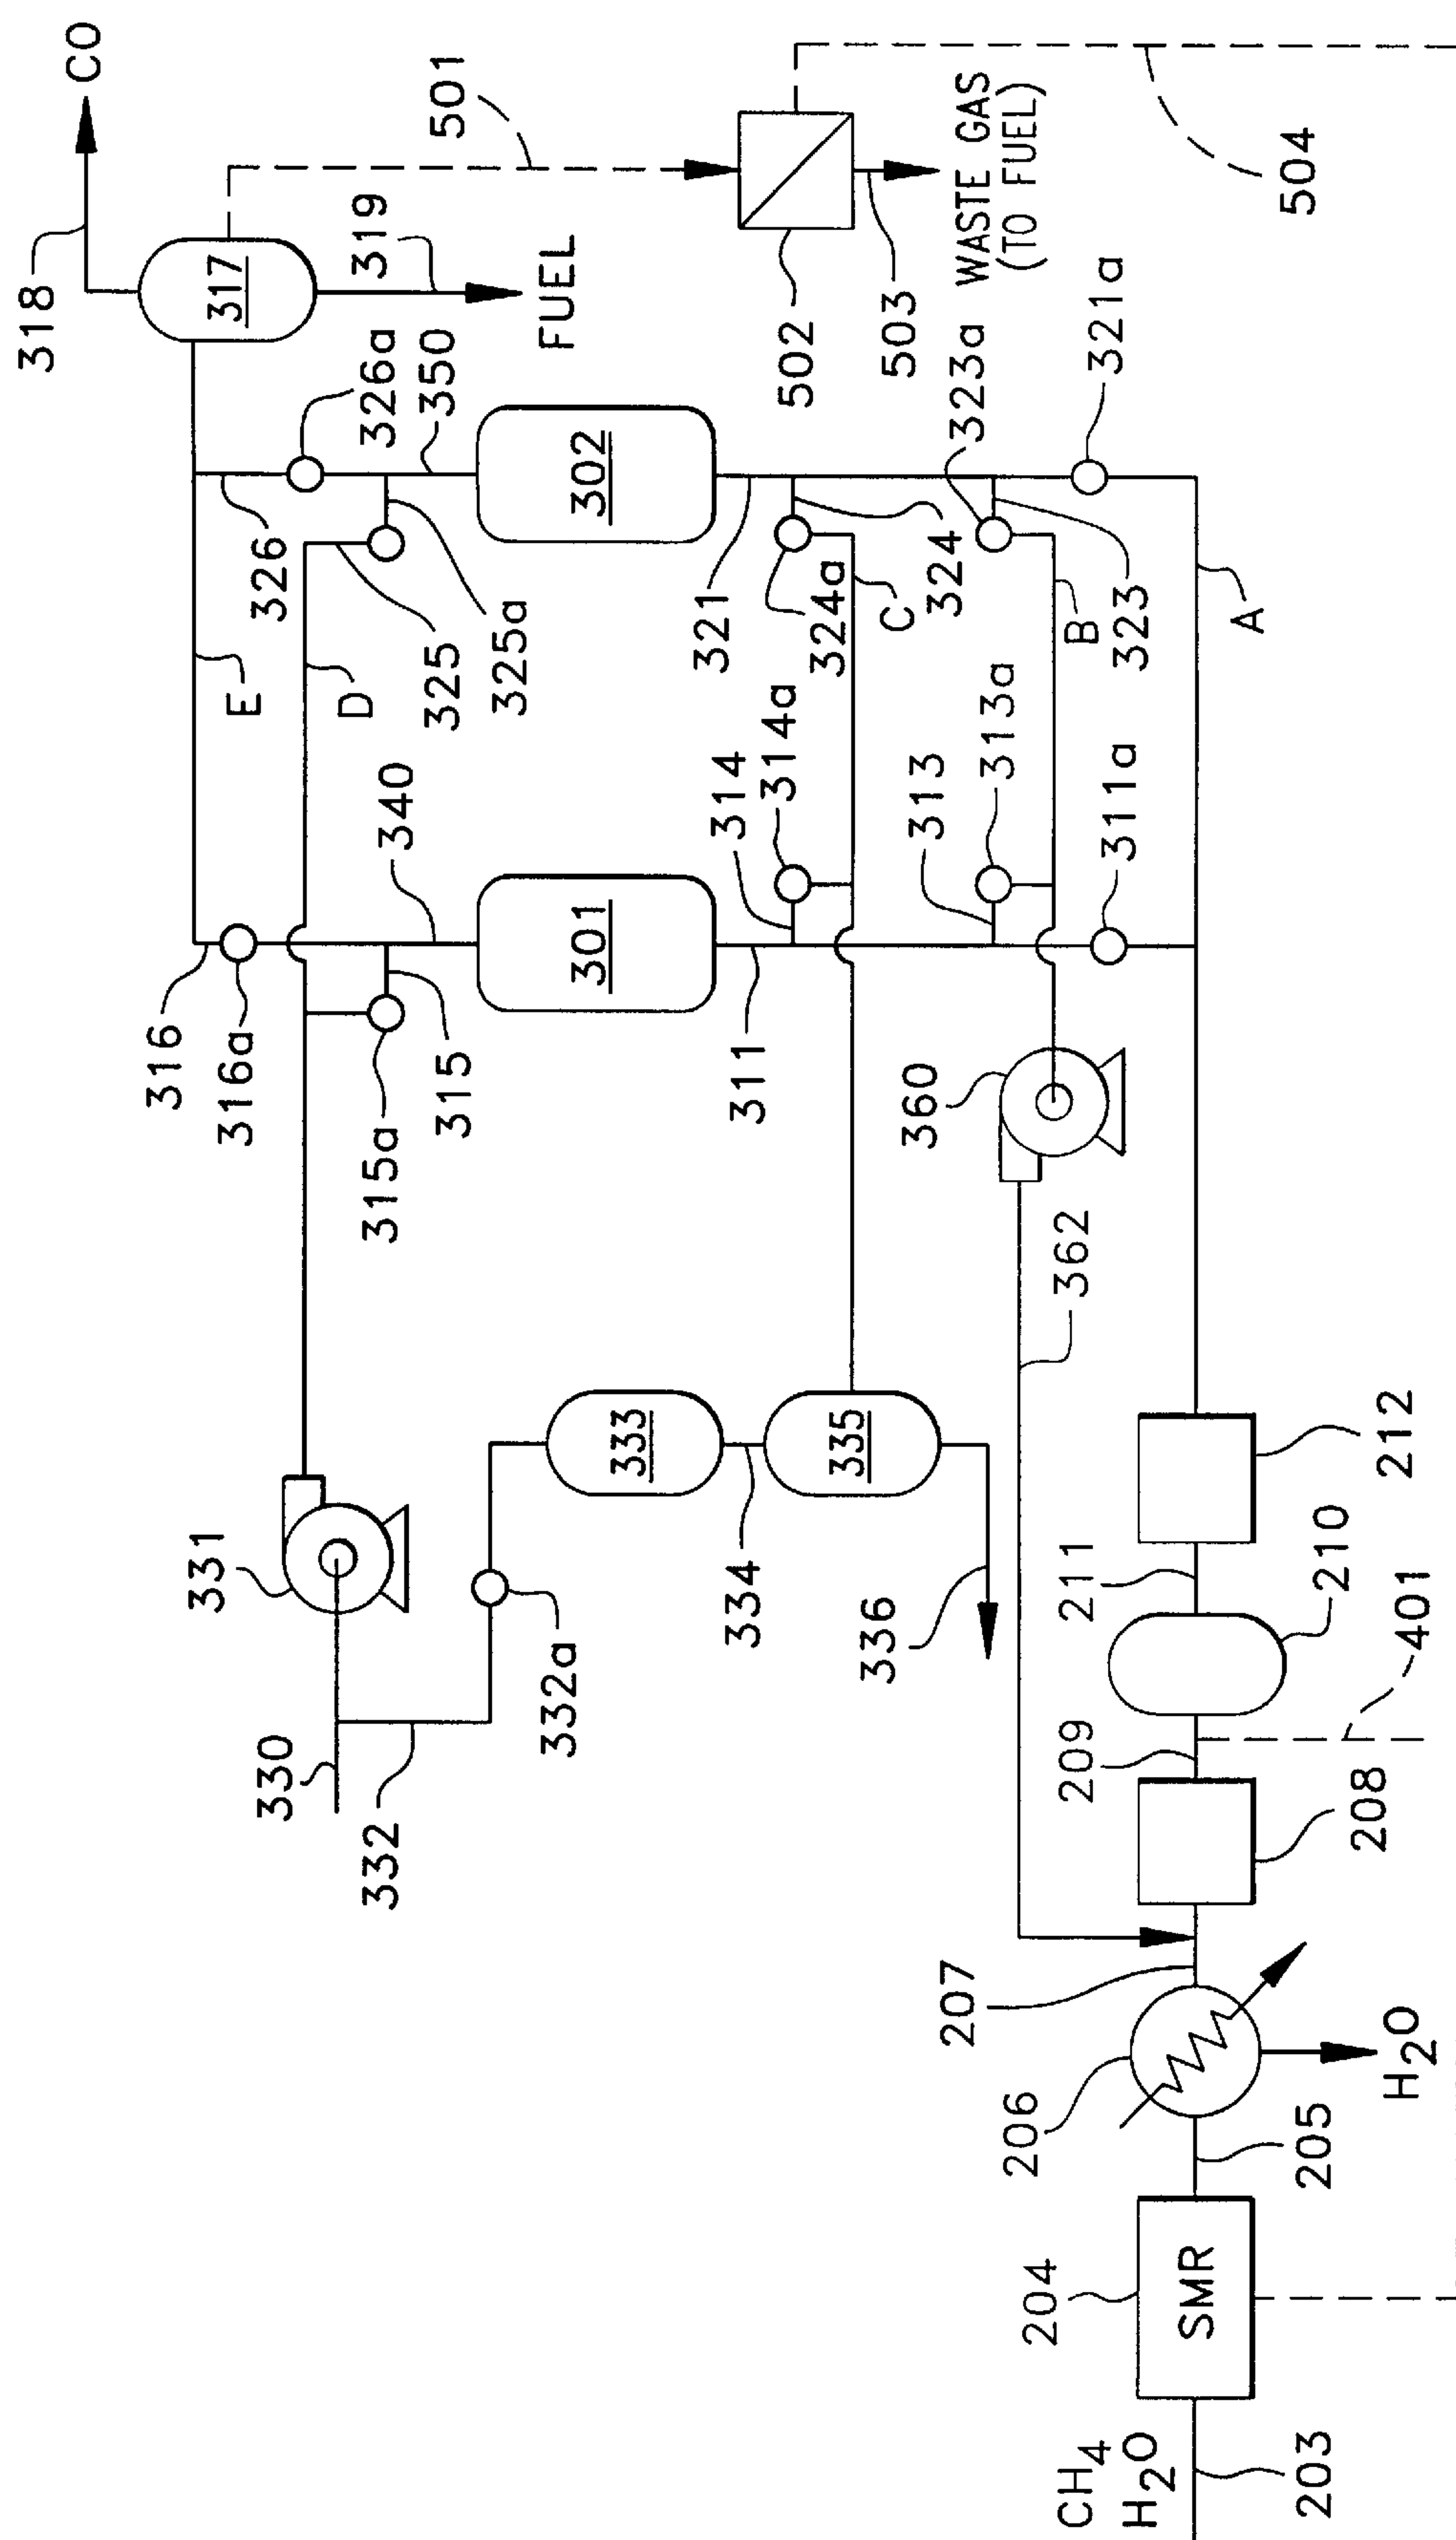 CO
318
317
319
FUEL
501
502
503
WASTE GAS
(TO FUEL)
504
326a
350
326
325
325a
E
D
302
321
324a
324
C
323a
323
B
321a
A
316
316a
315a
315
340
301
311
314
314a
313
313a
311a
360
362
331
330
332
332a
333
334
335
336
212
211
210
401
209
208
207
206
H2O
205
204
SMR
CH4
H2O
203